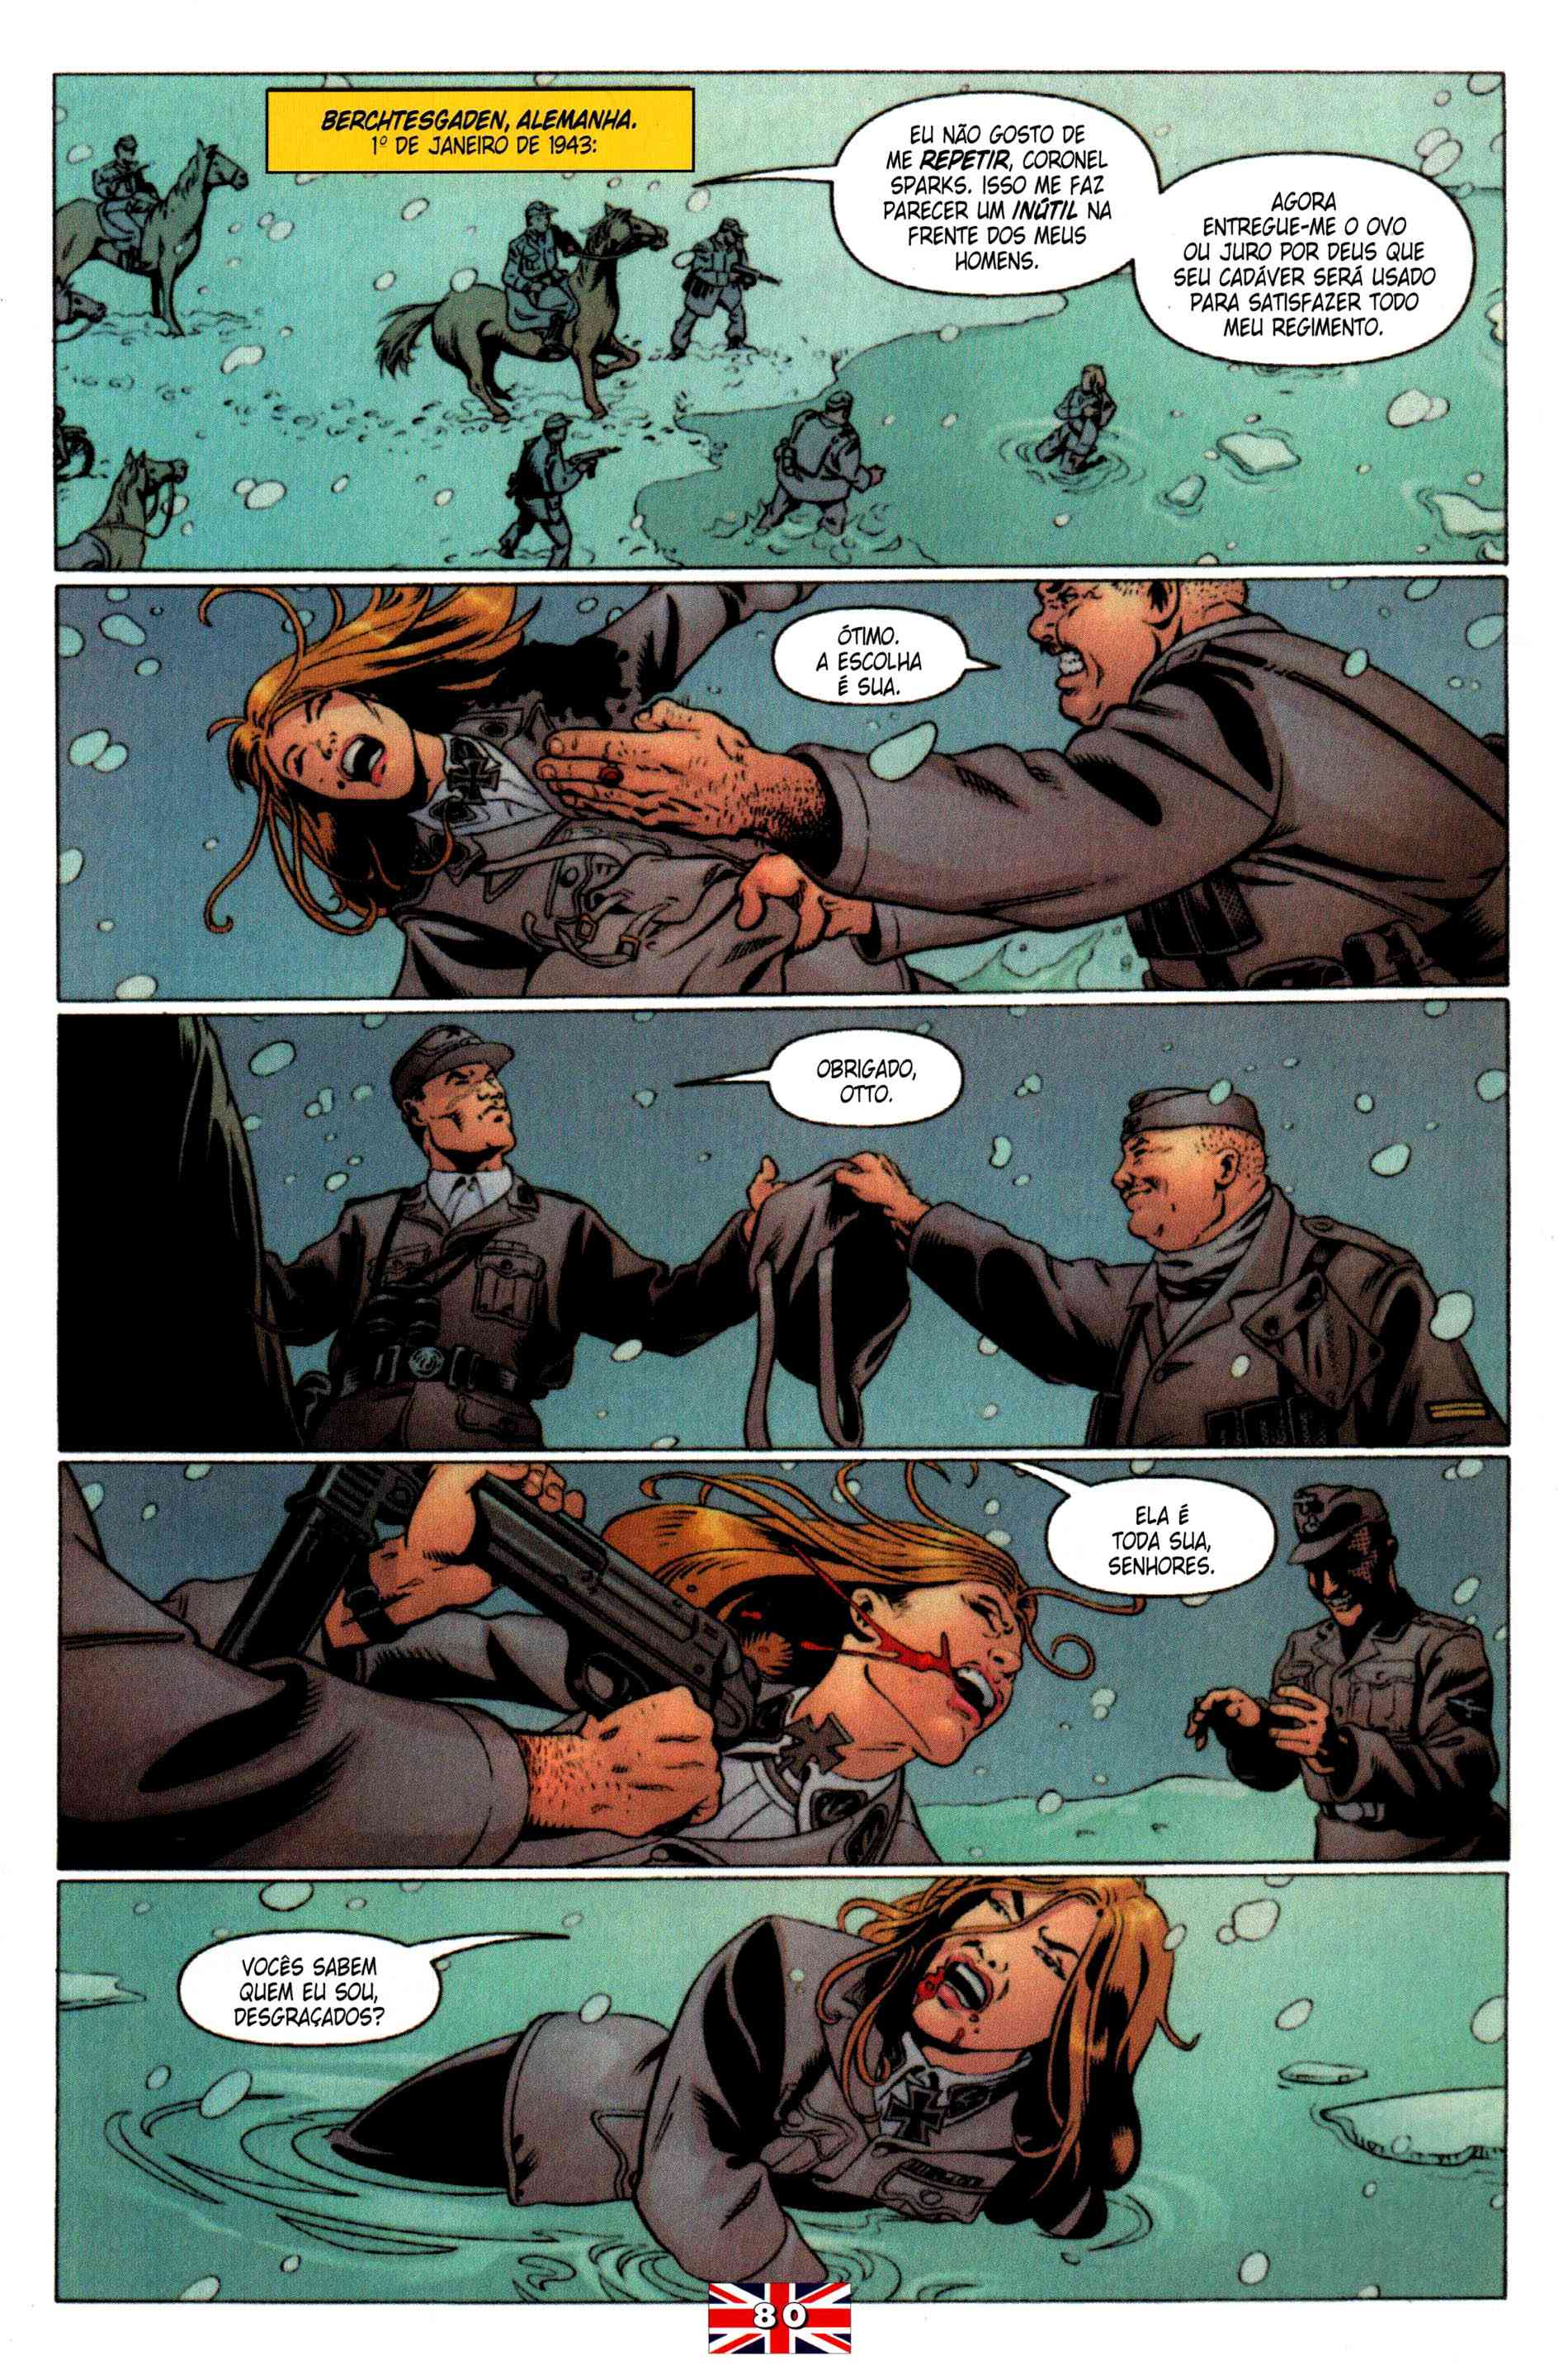 BERCHTESGADEN, ALEMANHA.
1º DE JANEIRO DE 1943:
EU NÃO GOSTO DE
ME REPETIR, CORONEL
SPARKS. ISSO ME FAZ
PARECER UM INÚTIL NA
FRENTE DOS MEUS
HOMENS.
AGORA
ENTREGUE-ME O OVO
OU JURO POR DEUS QUE
SEU CADÁVER SERÁ USADO
PARA SATISFAZER TODO
MEU REGIMENTO.
ÓTIMO.
A ESCOLHA
É SUA.
OBRIGADO,
OTTO.
ELA É
TODA SUA,
SENHORES.
VOCÊS SABEM
QUEM EU SOU,
DESGRAÇADOS?
80